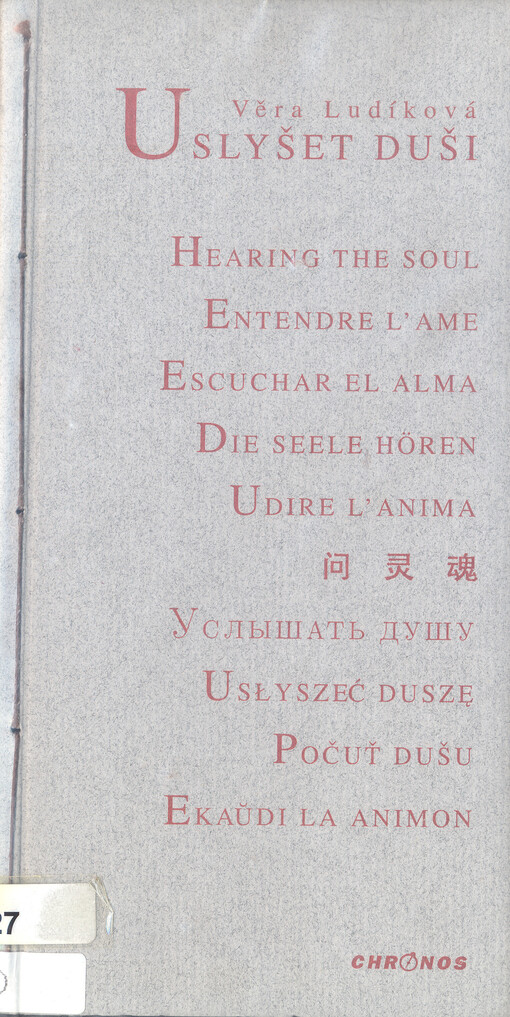 Věra Ludíková
USLYŠET DUŠI
HEARING THE SOUL
ENTENDRE L'AME
ESCUCHAR EL ALMA
DIE SEELE HÖREN
UDIRE L'ANIMA
问灵魂
УСЛЫШАТЬ ДУШУ
USŁYSZEĆ DUSZĘ
POČUŤ DUŠU
EKAŬDI LA ANIMON
27
CHRONOS